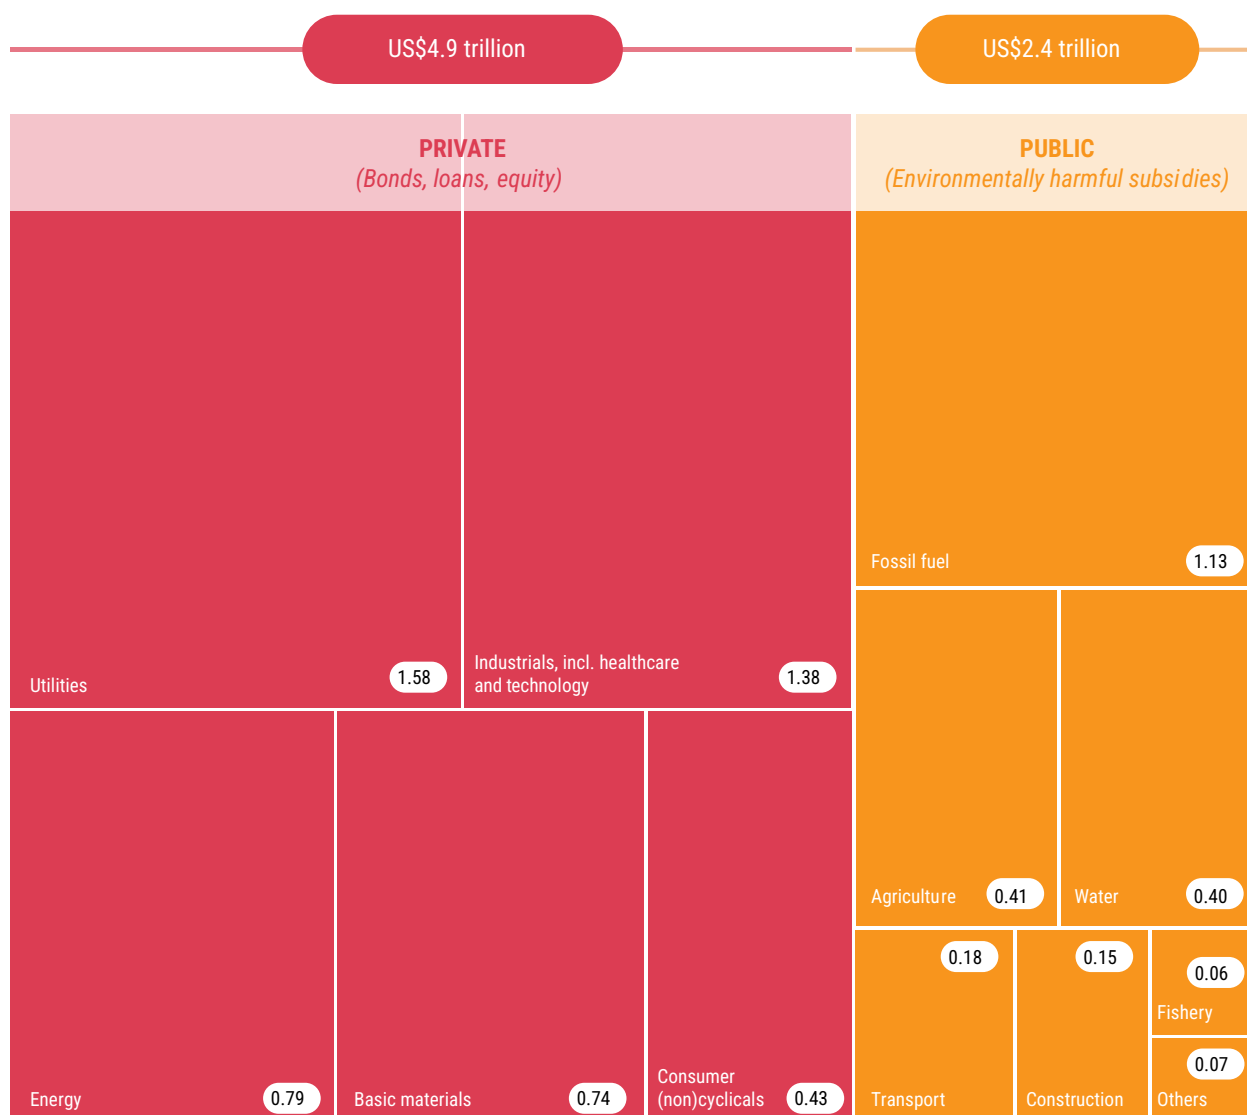 US$4.9 trillion
US$2.4 trillion
PRIVATE
(Bonds, loans, equity)
PUBLIC
(Environmentally harmful subsidies)
Utilities
1.58
Industrials, incl. healthcare
and technology
1.38
Fossil fuel
1.13
Agriculture
0.41
Water
0.40
Energy
0.79
Basic materials
0.74
Consumer
(non)cyclicals
0.43
Transport
0.18
Construction
0.15
Fishery
0.06
Others
0.07